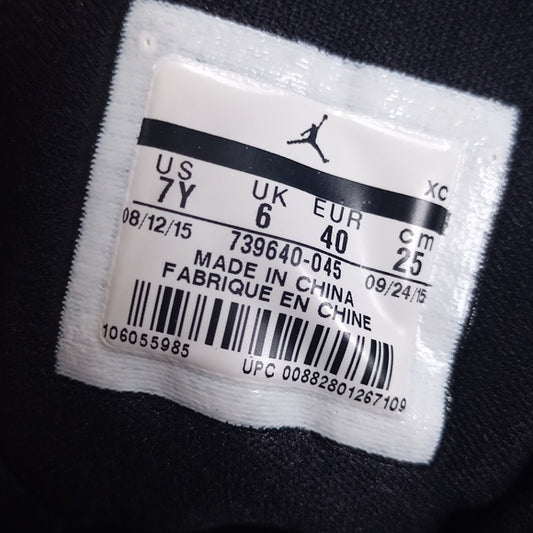 XC
US UK EUR cm
7Y 6 40 25
08/12/15 739640-045 09/24/15
MADE IN CHINA
FABRIQUE EN CHINE
106055985
UPC 00882801267109